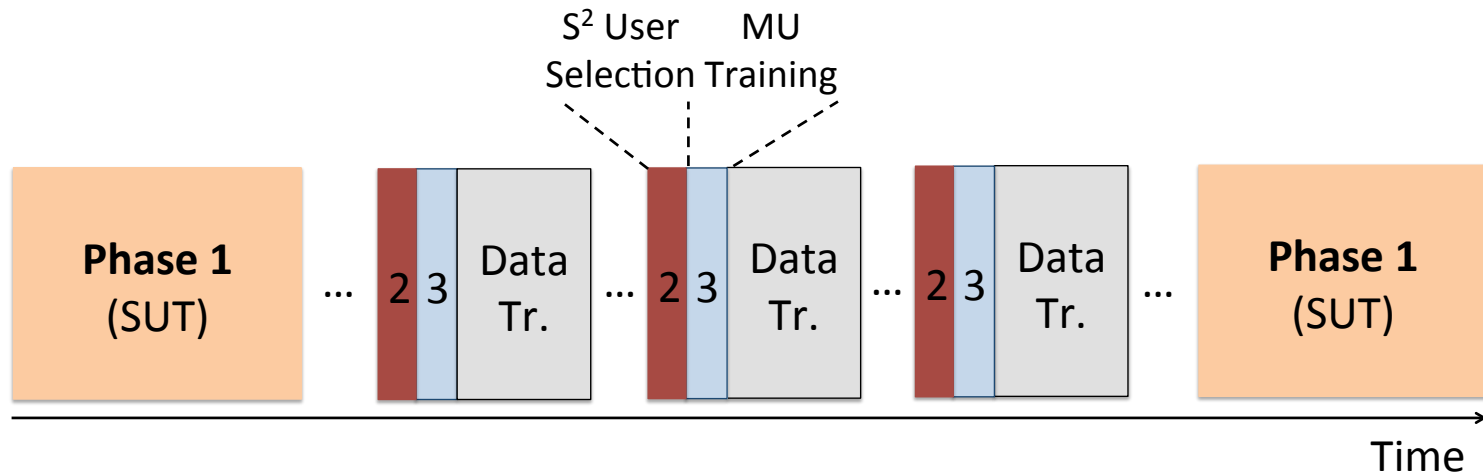 S² User MU
Selection Training
Phase 1
(SUT)
...
2 3 Data
Tr.
...
2 3 Data
Tr.
...
2 3 Data
Tr.
...
Phase 1
(SUT)
Time